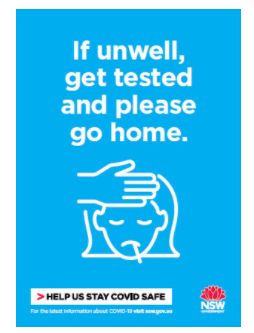 If unwell,
get tested
and please
go home.
> HELP US STAY COVID SAFE
For the latest information about COVID-19 visit nsw.gov.au
NSW
GOVERNMENT